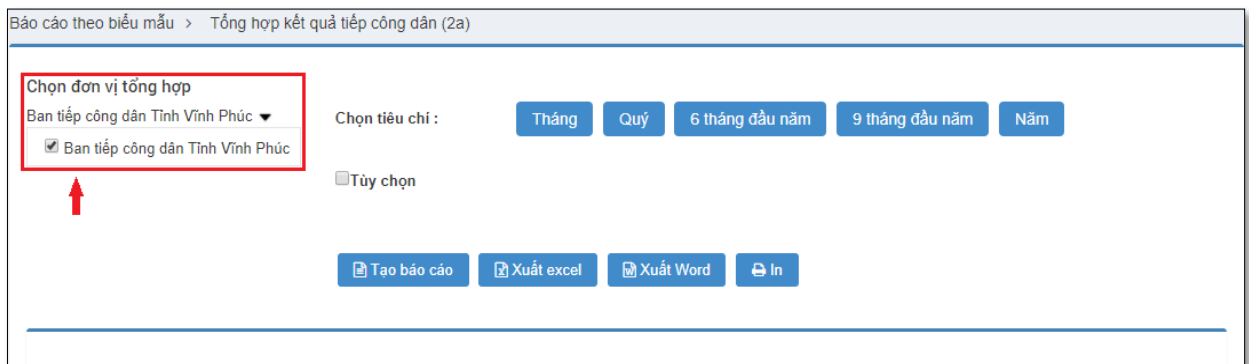 Báo cáo theo biểu mẫu > Tổng hợp kết quả tiếp công dân (2a)
Chọn đơn vị tổng hợp
Ban tiếp công dân Tỉnh Vĩnh Phúc
Ban tiếp công dân Tỉnh Vĩnh Phúc
Chọn tiêu chí : Tháng Quý 6 tháng đầu năm 9 tháng đầu năm Năm
Tùy chọn
Tạo báo cáo Xuất excel Xuất Word In